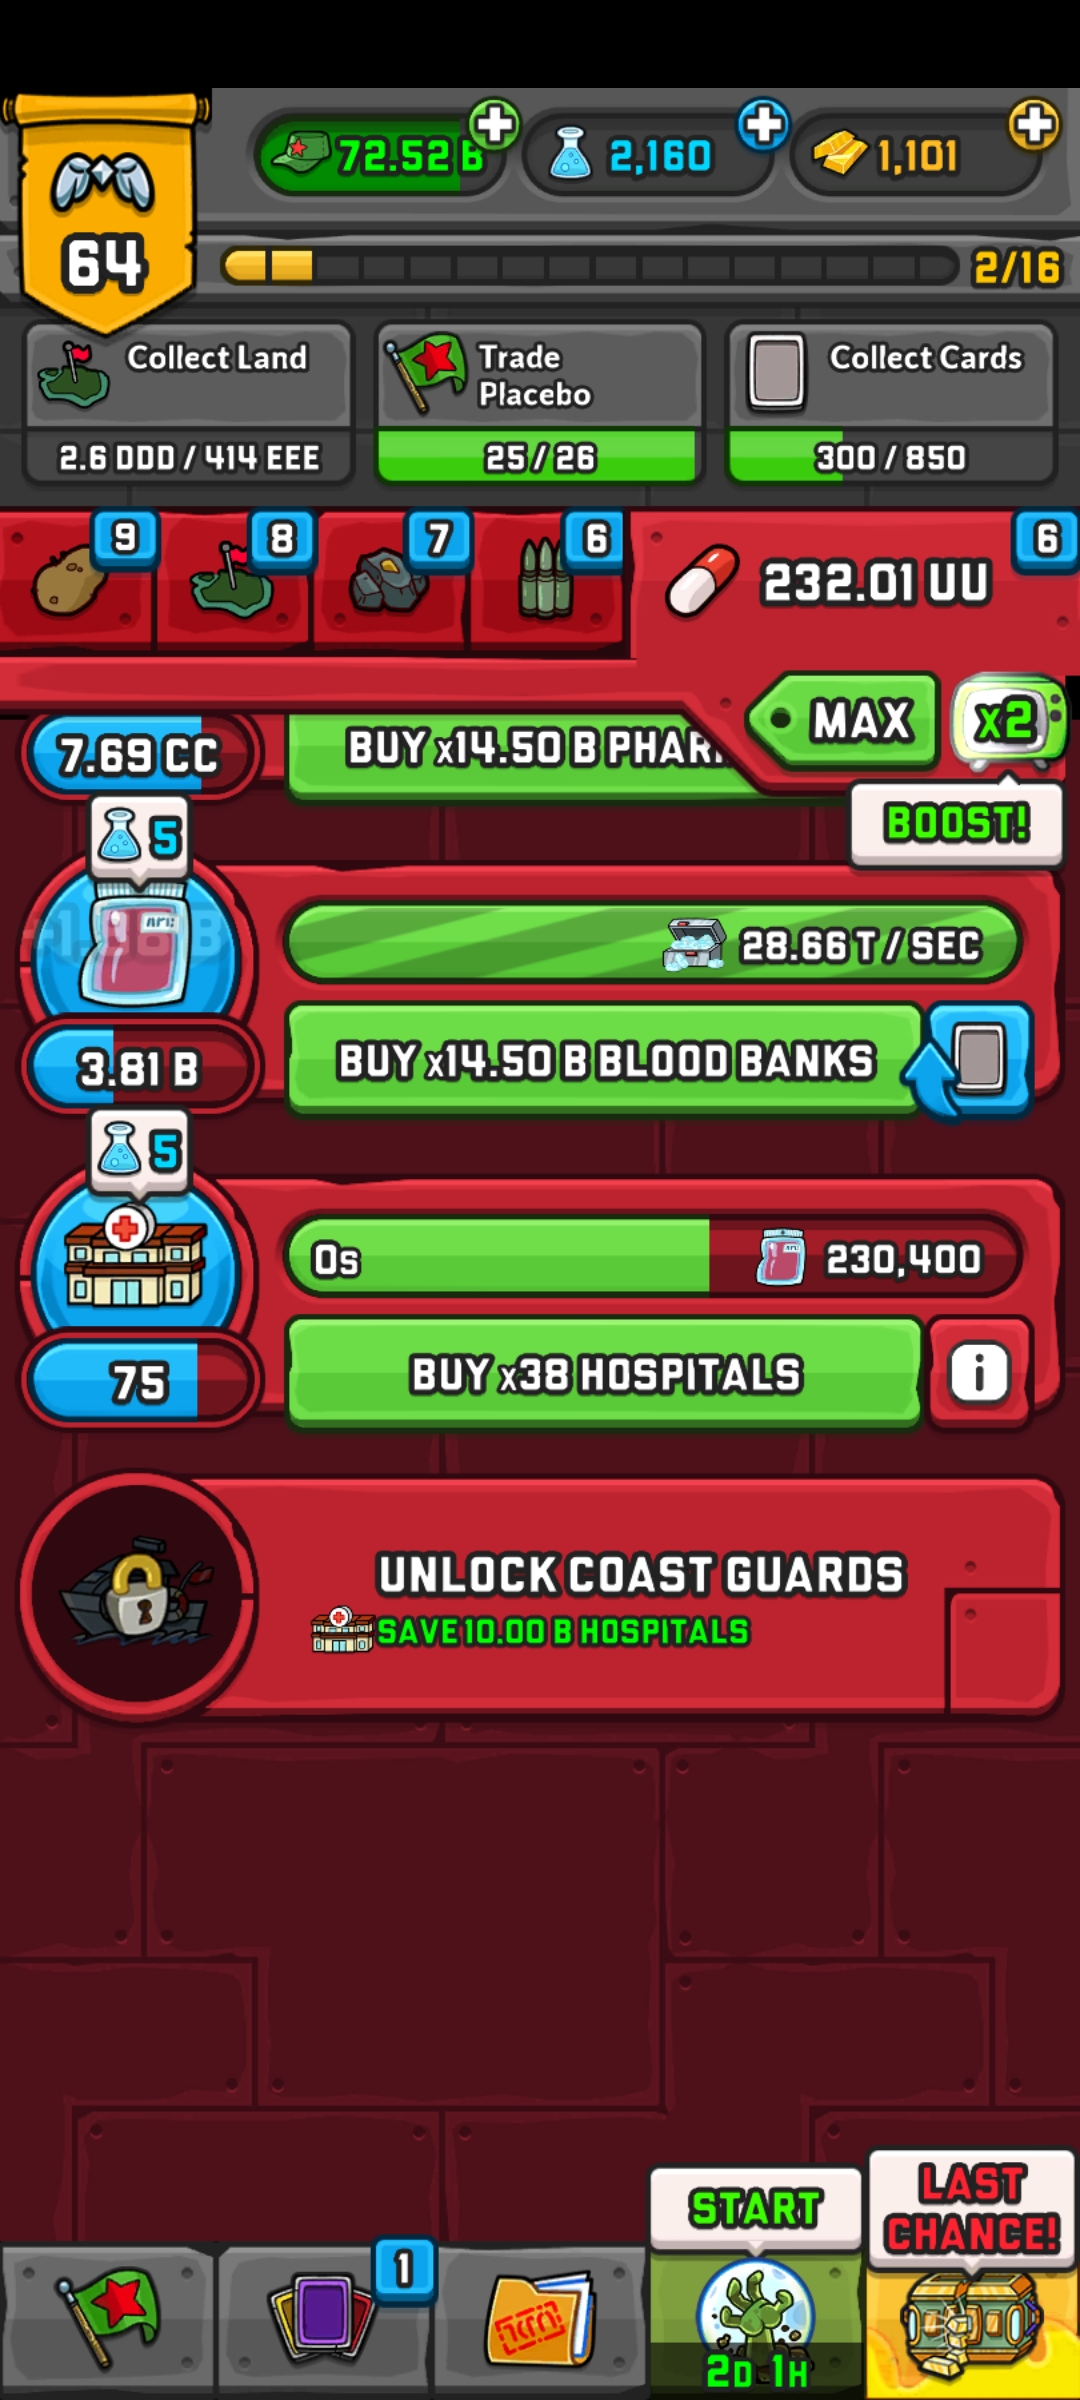 72.52 B
2,160
1,101
64
2/16
Collect Land
2.6 DDD / 414 EEE
Trade
Placebo
25 / 26
Collect Cards
300 / 850
9
8
7
6
6
232.01 UU
MAX
x2
BOOST!
7.69 CC
BUY x14.50 B PHAR
5
28.66 T / SEC
3.81 B
BUY x14.50 B BLOOD BANKS
5
0s
230,400
75
BUY x38 HOSPITALS
i
UNLOCK COAST GUARDS
SAVE 10.00 B HOSPITALS
START
LAST
CHANCE!
1
2D 1H